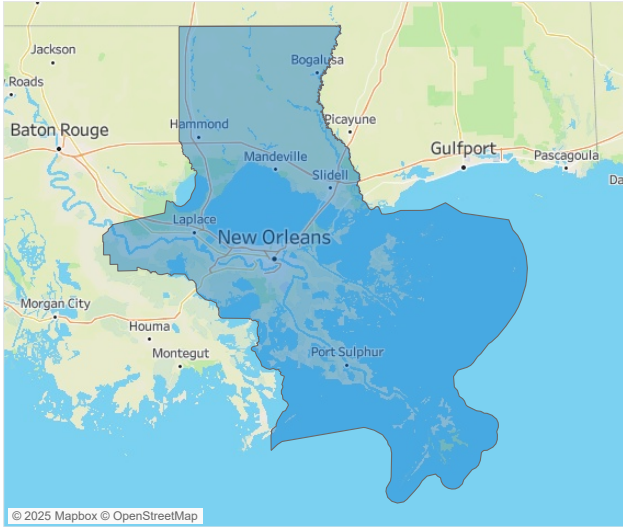 Jackson
Bogalusa
Roads
Picayune
Hammond
Baton Rouge
Gulfport
Mandeville
Pascagoula
Slidell
Da
Laplace
New Orleans
Morgan City
Houma
Montegut
Port Sulphur
© 2025 Mapbox © OpenStreetMap